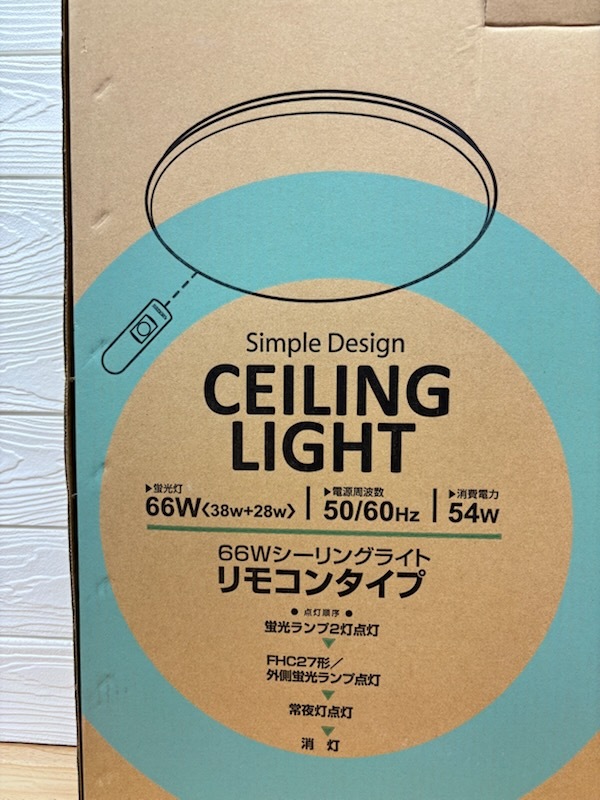 Simple Design
CEILING
LIGHT
▶蛍光灯
66W〈38w+28w〉
▶電源周波数
50/60Hz
▶消費電力
54W
66Wシーリングライト
リモコンタイプ
● 点灯順序 ●
蛍光ランプ2灯点灯
FHC27形／
外側蛍光ランプ点灯
常夜灯点灯
消 灯